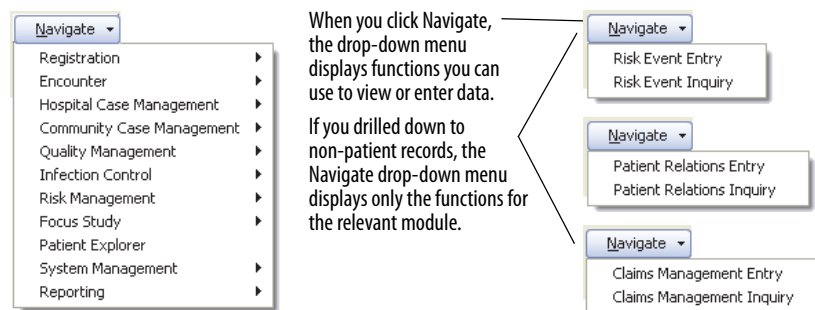 Navigate
Registration
Encounter
Hospital Case Management
Community Case Management
Quality Management
Infection Control
Risk Management
Focus Study
Patient Explorer
System Management
Reporting
When you click Navigate,
the drop-down menu
displays functions you can
use to view or enter data.
If you drilled down to
non-patient records, the
Navigate drop-down menu
displays only the functions for
the relevant module.
Navigate
Risk Event Entry
Risk Event Inquiry
Navigate
Patient Relations Entry
Patient Relations Inquiry
Navigate
Claims Management Entry
Claims Management Inquiry